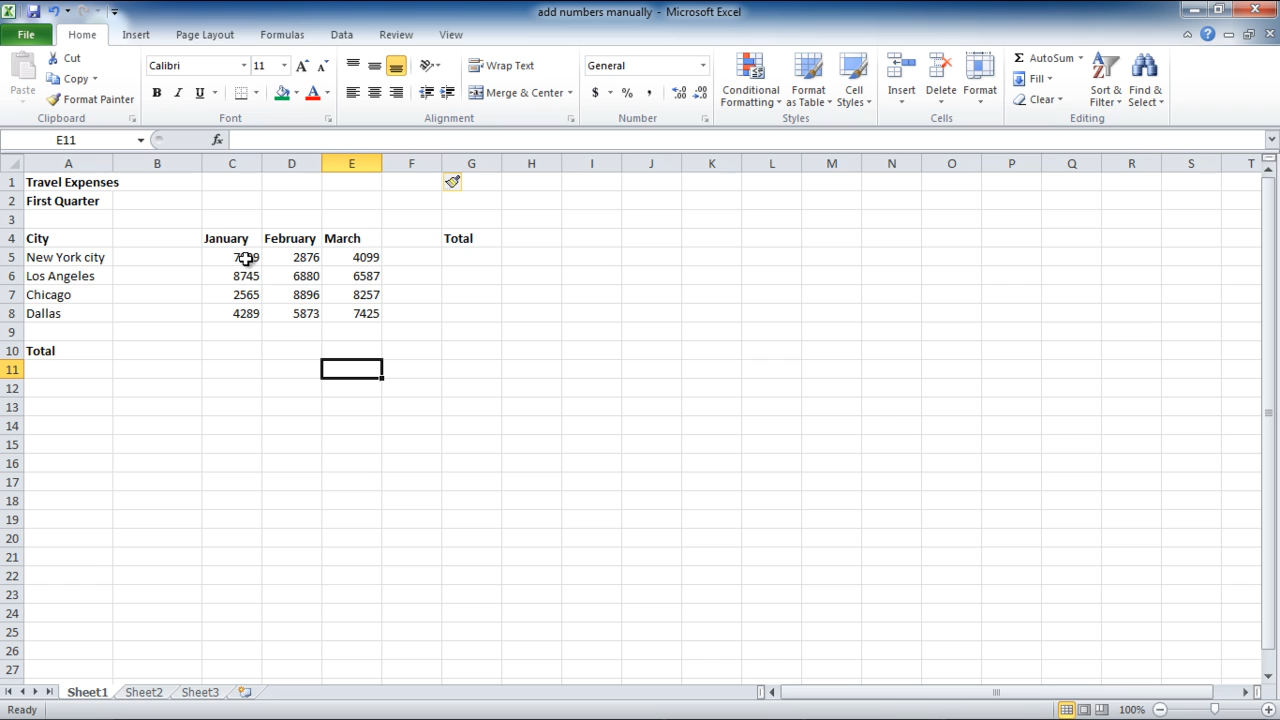 add numbers manually - Microsoft Excel
File Home Insert Page Layout Formulas Data Review View
Paste Cut Copy Format Painter
Calibri 11 A A B I U A
Wrap Text Merge & Center
General $ % , .0 .00 .00 .0
Conditional Formatting Format as Table Cell Styles
Insert Delete Format
Σ AutoSum Fill Clear Sort & Filter Find & Select
Clipboard Font Alignment Number Styles Cells Editing
E11 fx
A B C D E F G H I J K L M N O P Q R S T
1 Travel Expenses
2 First Quarter
3
4 City January February March Total
5 New York city 2876 4099
6 Los Angeles 8745 6880 6587
7 Chicago 2565 8896 8257
8 Dallas 4289 5873 7425
9
10 Total
11
12
13
14
15
16
17
18
19
20
21
22
23
24
25
26
27
Sheet1 Sheet2 Sheet3
Ready 100%